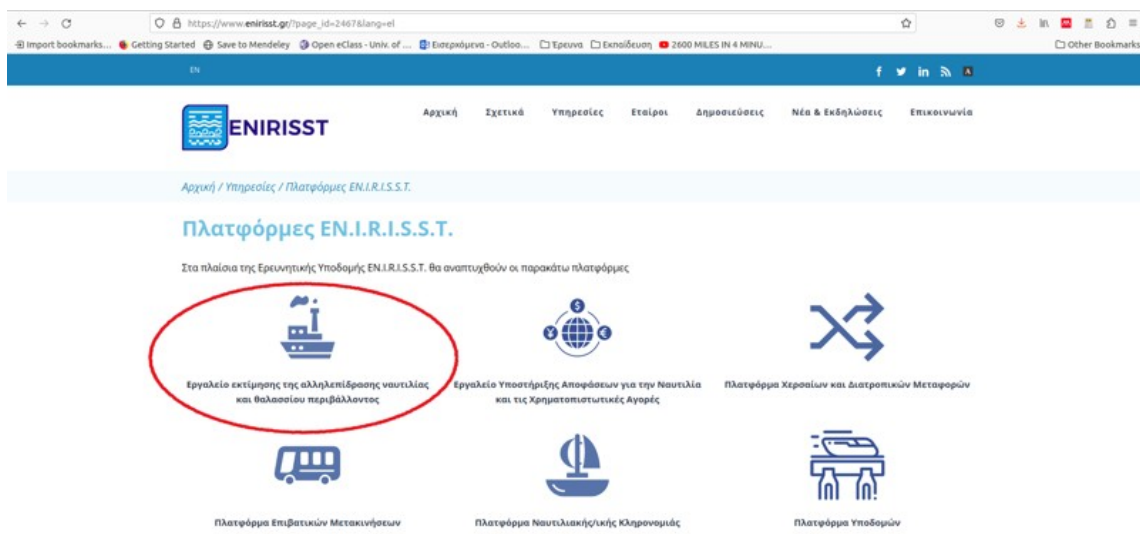 https://www.enirisst.gr/?page_id=2467&lang=el
Import bookmarks... Getting Started Save to Mendeley Open eClass - Univ. of ... Εισερχόμενα - Outloo... Έρευνα Εκπαίδευση 2600 MILES IN 4 MINU... Other Bookmarks
EN
ENIRISST
Αρχική Σχετικά Υπηρεσίες Εταίροι Δημοσιεύσεις Νέα & Εκδηλώσεις Επικοινωνία
Αρχική / Υπηρεσίες / Πλατφόρμες EN.I.R.I.S.S.T.
Πλατφόρμες EN.I.R.I.S.S.T.
Στα πλαίσια της Ερευνητικής Υποδομής EN.I.R.I.S.S.T. θα αναπτυχθούν οι παρακάτω πλατφόρμες
Εργαλείο εκτίμησης της αλληλεπίδρασης ναυτιλίας
και θαλασσίου περιβάλλοντος
Εργαλείο Υποστήριξης Αποφάσεων για την Ναυτιλία
και τις Χρηματοπιστωτικές Αγορές
Πλατφόρμα Χερσαίων και Διατροπικών Μεταφορών
Πλατφόρμα Επιβατικών Μετακινήσεων
Πλατφόρμα Ναυτιλιακής/ικής Κληρονομιάς
Πλατφόρμα Υποδομών